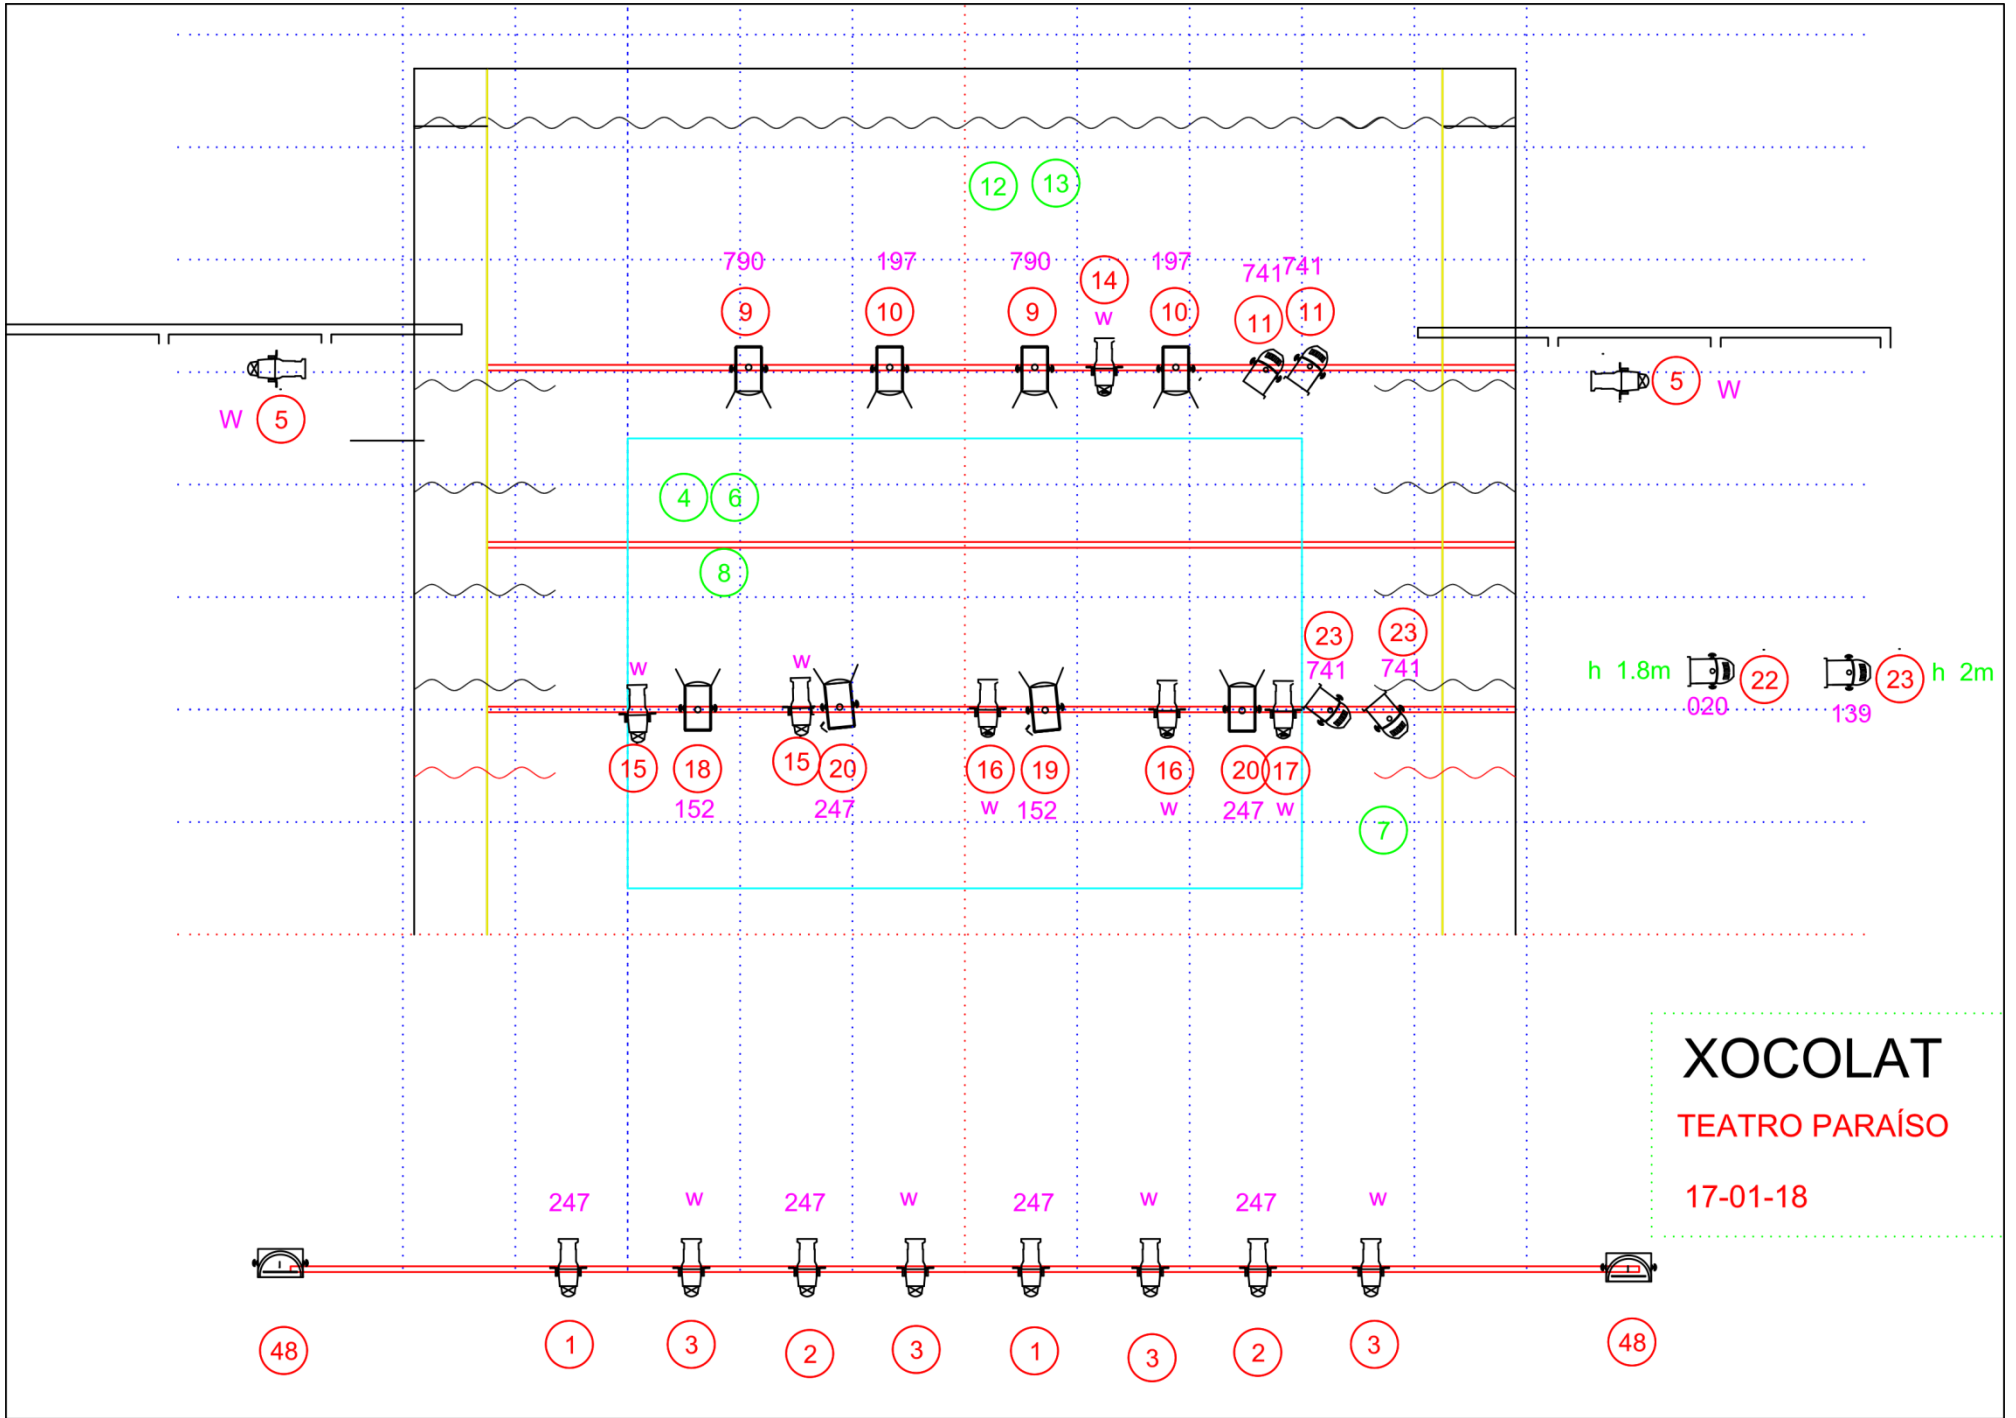 12 13
790 197 790 14 197 741 741
9 10 9 w 10 11 11
W 5
5 W
4 6
8
23 23
w w 741 741
h 1.8m 22 23 h 2m
020 139
15 18 15 20 16 19 16 20 17
152 247 w 152 w 247 w
7
XOCOLAT
TEATRO PARAÍSO
17-01-18
247 w 247 w 247 w 247 w
48 1 3 2 3 1 3 2 3 48